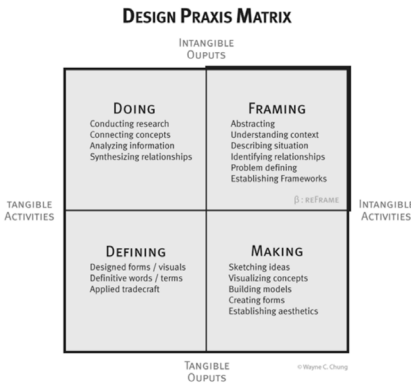 DESIGN PRAXIS MATRIX
INTANGIBLE
OUPUTS
DOING
Conducting research
Connecting concepts
Analyzing information
Synthesizing relationships
FRAMING
Abstracting
Understanding context
Describing situation
Identifying relationships
Problem defining
Establishing Frameworks
β : REFRAME
TANGIBLE
ACTIVITIES
INTANGIBLE
ACTIVITIES
DEFINING
Designed forms / visuals
Definitive words / terms
Applied tradecraft
MAKING
Sketching ideas
Visualizing concepts
Building models
Creating forms
Establishing aesthetics
TANGIBLE
OUPUTS
© Wayne C. Chung